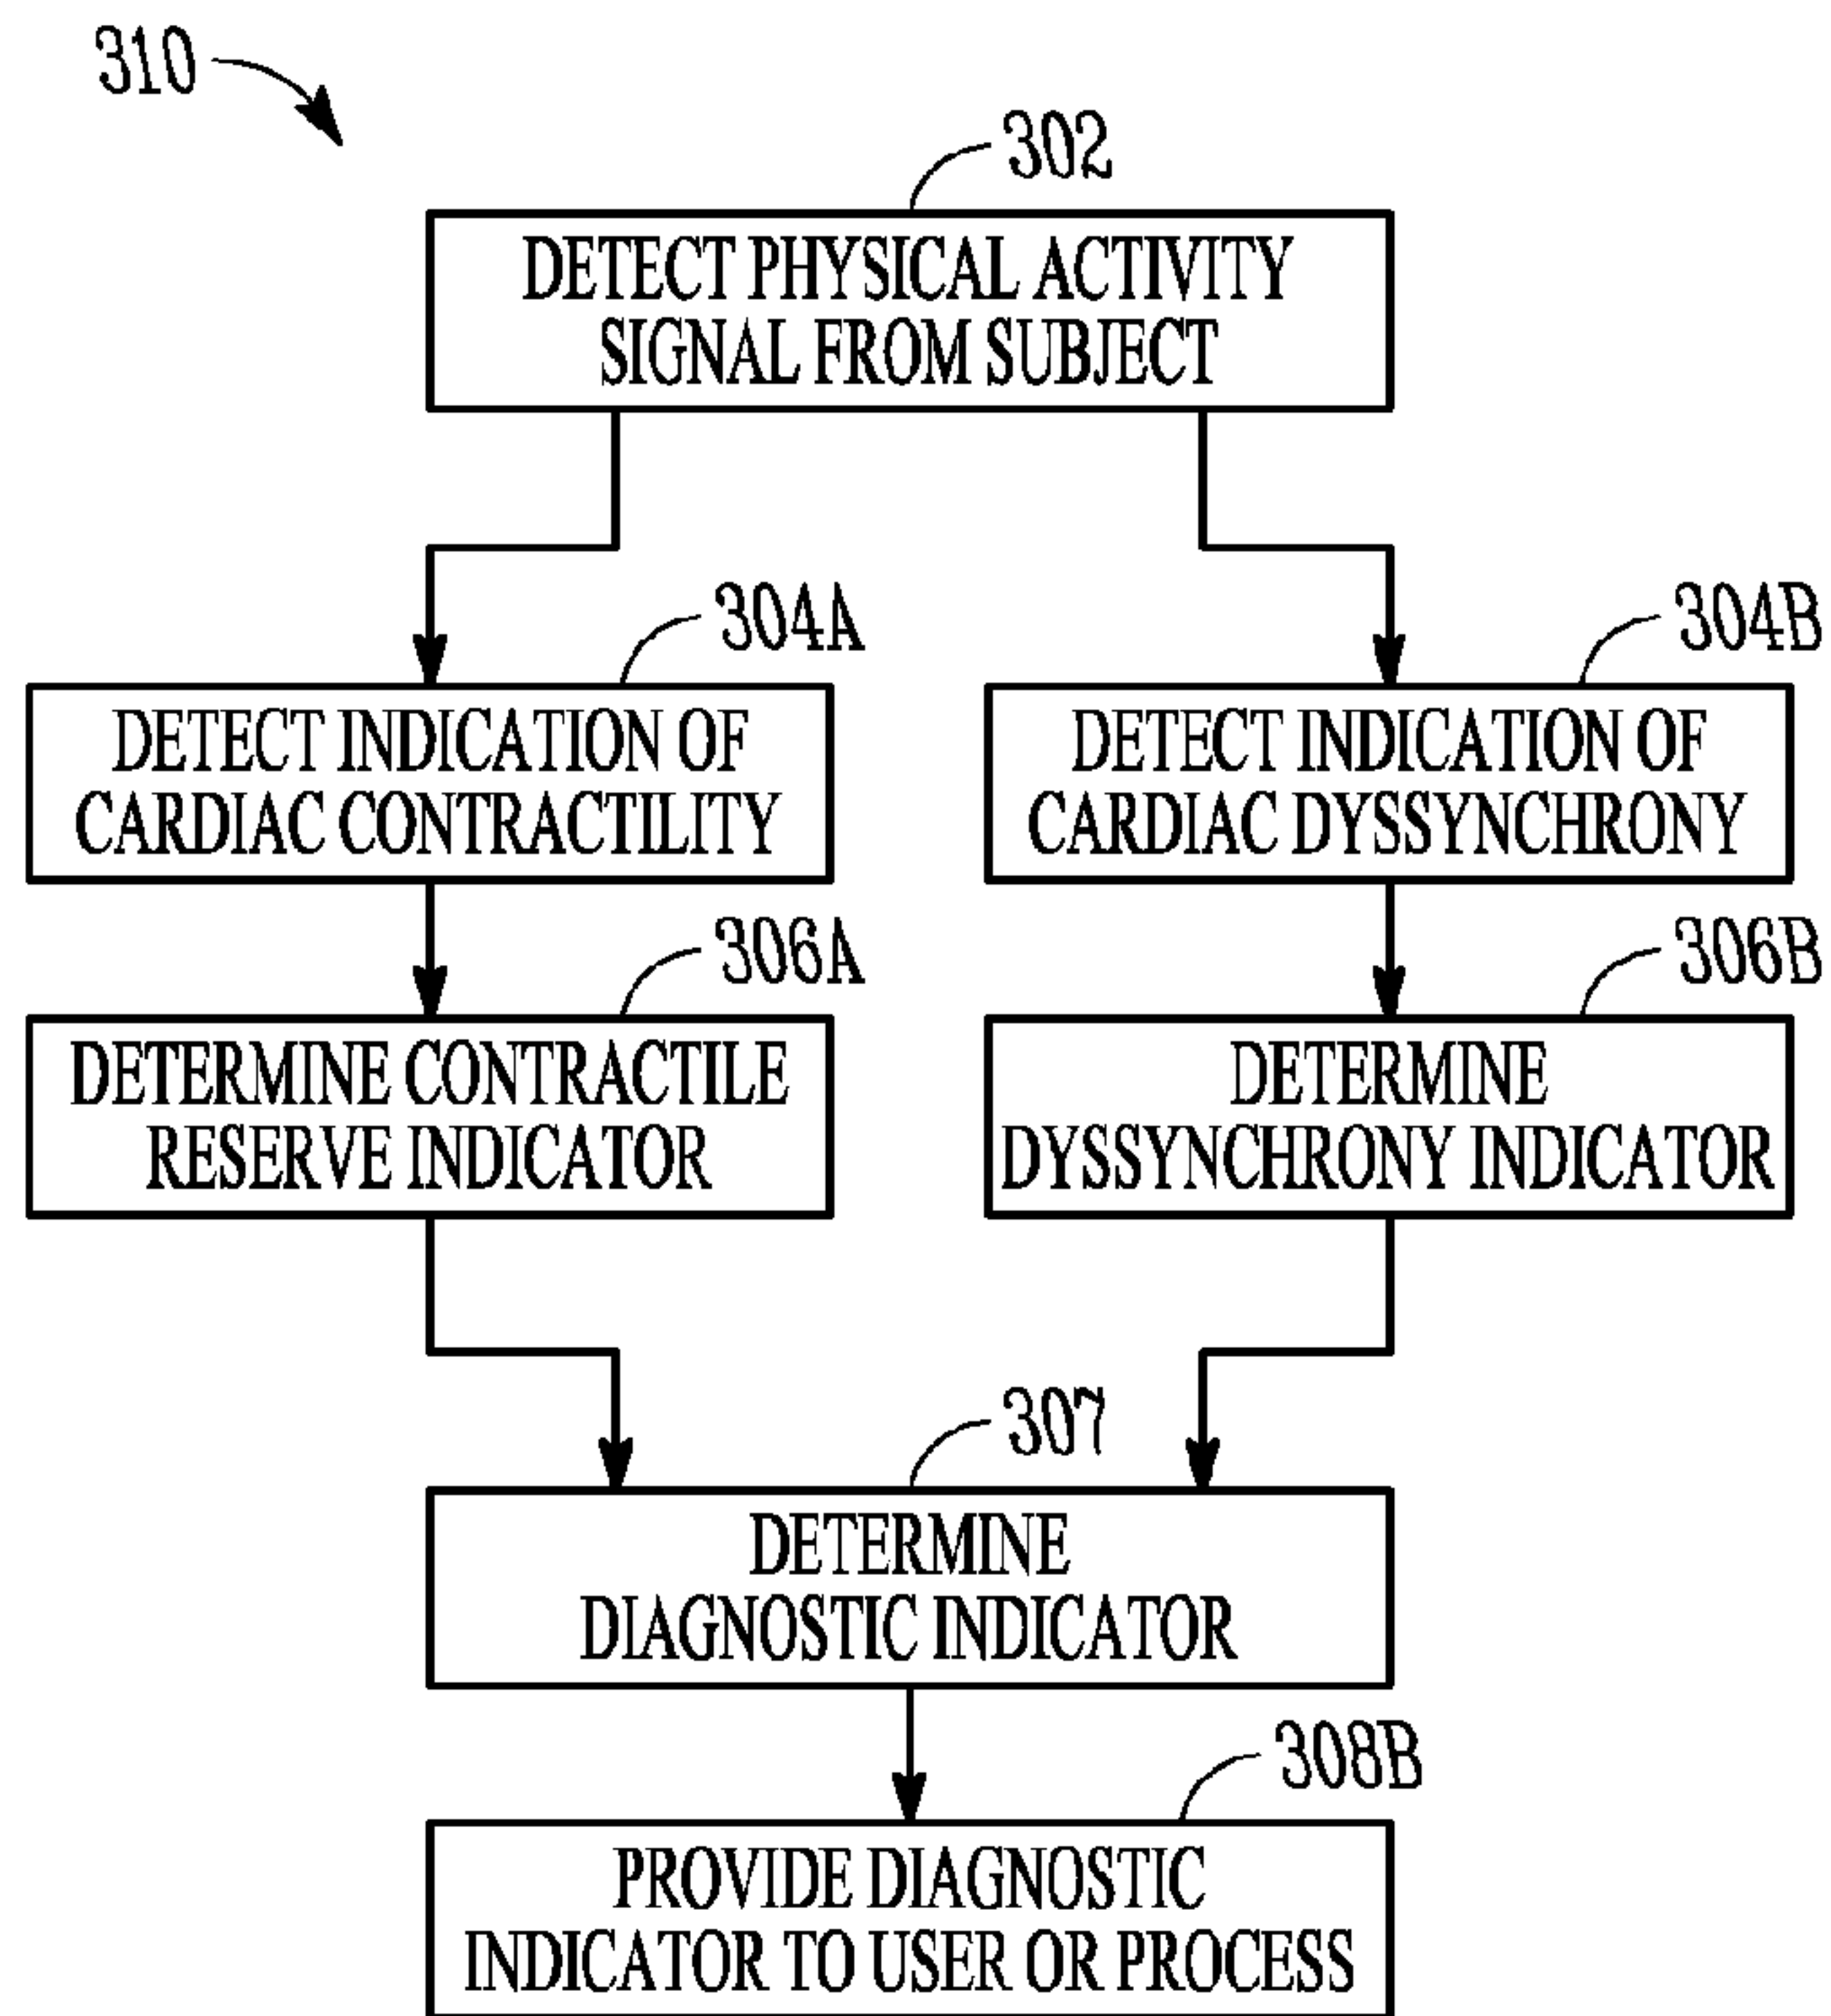 310
302
DETECT PHYSICAL ACTIVITY
SIGNAL FROM SUBJECT
304A
DETECT INDICATION OF
CARDIAC CONTRACTILITY
304B
DETECT INDICATION OF
CARDIAC DYSSYNCHRONY
306A
DETERMINE CONTRACTILE
RESERVE INDICATOR
306B
DETERMINE
DYSSYNCHRONY INDICATOR
307
DETERMINE
DIAGNOSTIC INDICATOR
308B
PROVIDE DIAGNOSTIC
INDICATOR TO USER OR PROCESS